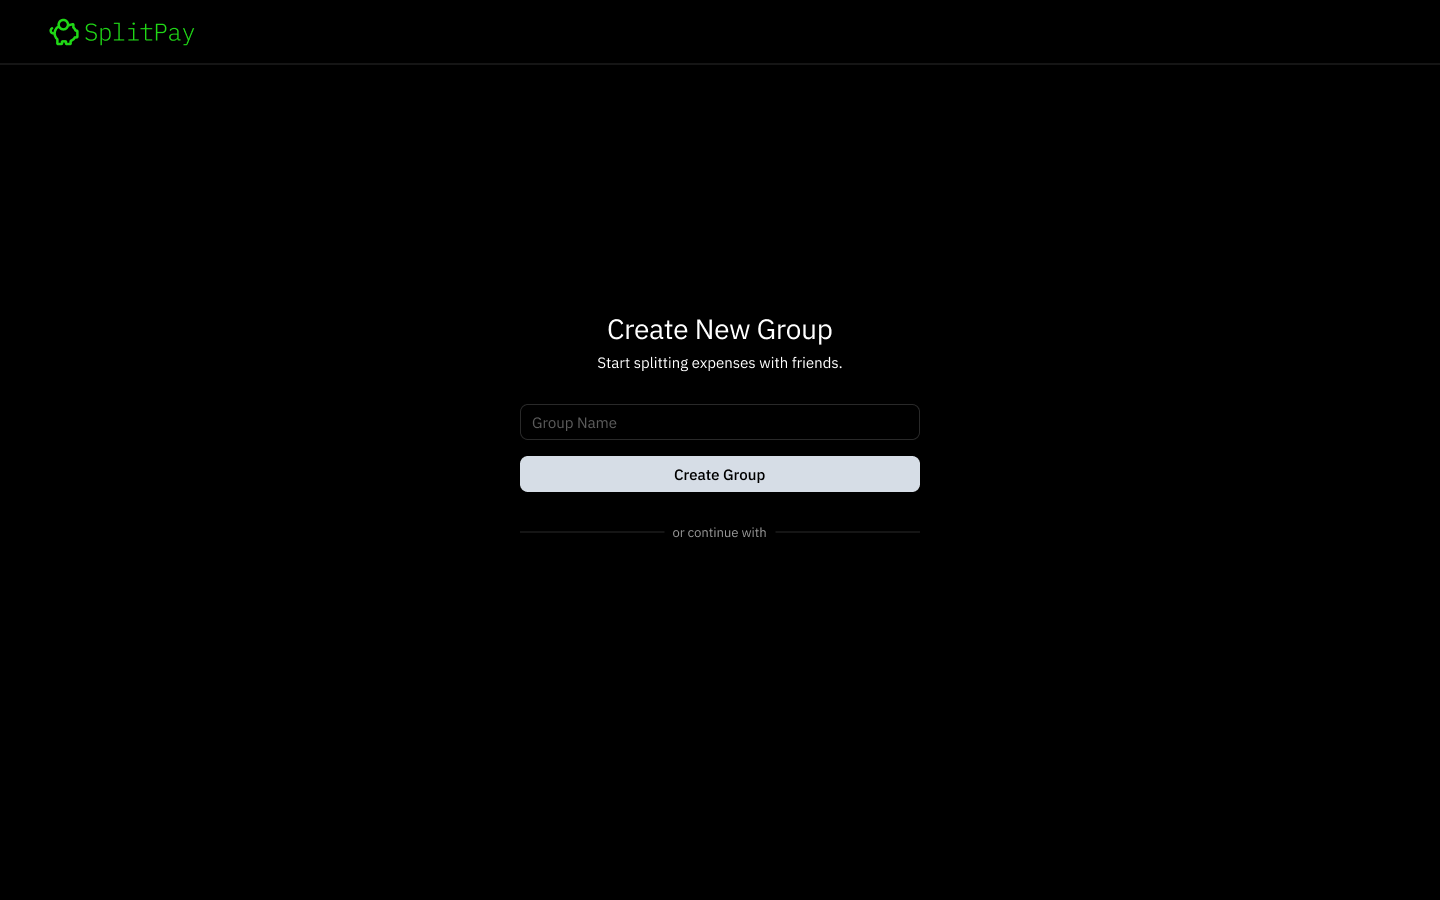 SplitPay
Create New Group
Start splitting expenses with friends.
Group Name
Create Group
or continue with